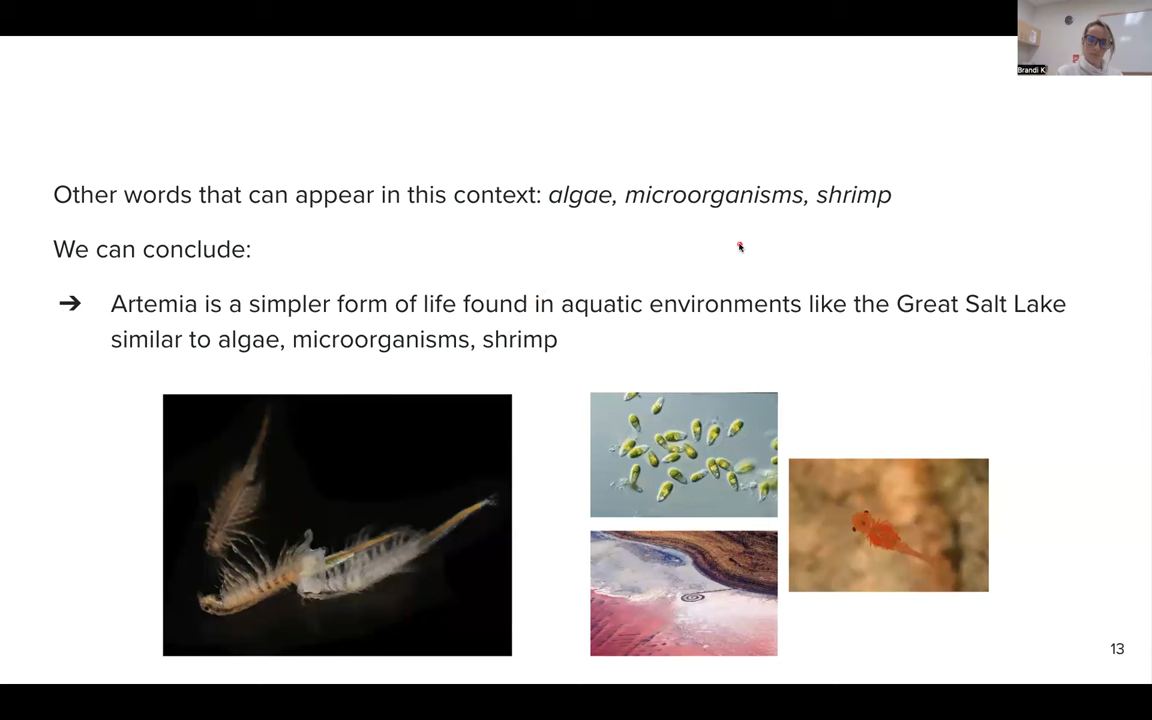 Brandi K
Other words that can appear in this context: algae, microorganisms, shrimp
We can conclude:
➔ Artemia is a simpler form of life found in aquatic environments like the Great Salt Lake
similar to algae, microorganisms, shrimp
13